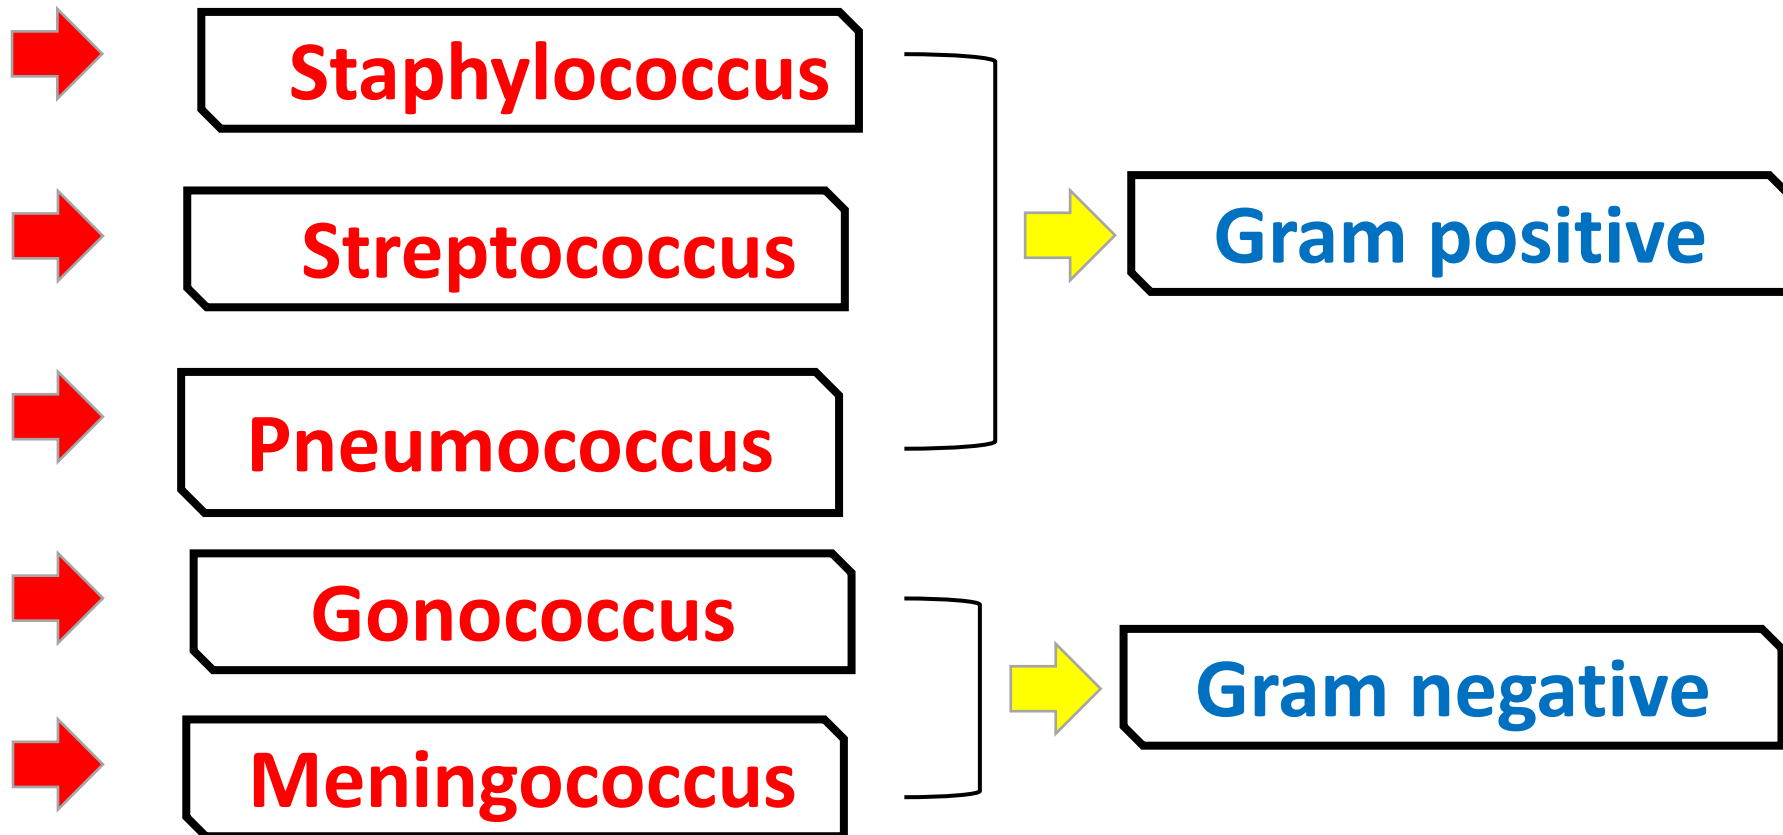 Staphylococcus
Streptococcus
Pneumococcus
Gram positive
Gonococcus
Meningococcus
Gram negative